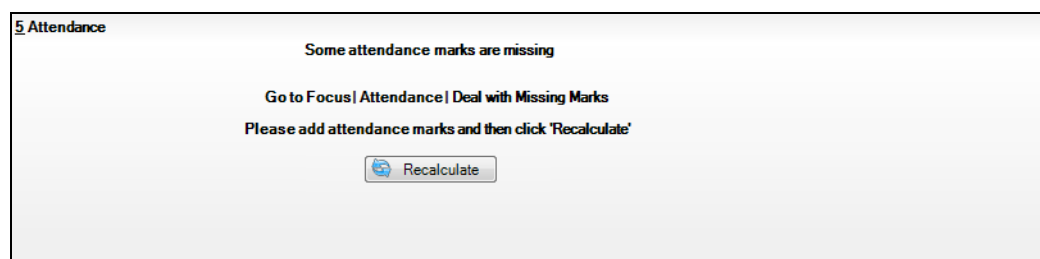 5 Attendance
Some attendance marks are missing
Go to Focus | Attendance | Deal with Missing Marks
Please add attendance marks and then click 'Recalculate'
Recalculate